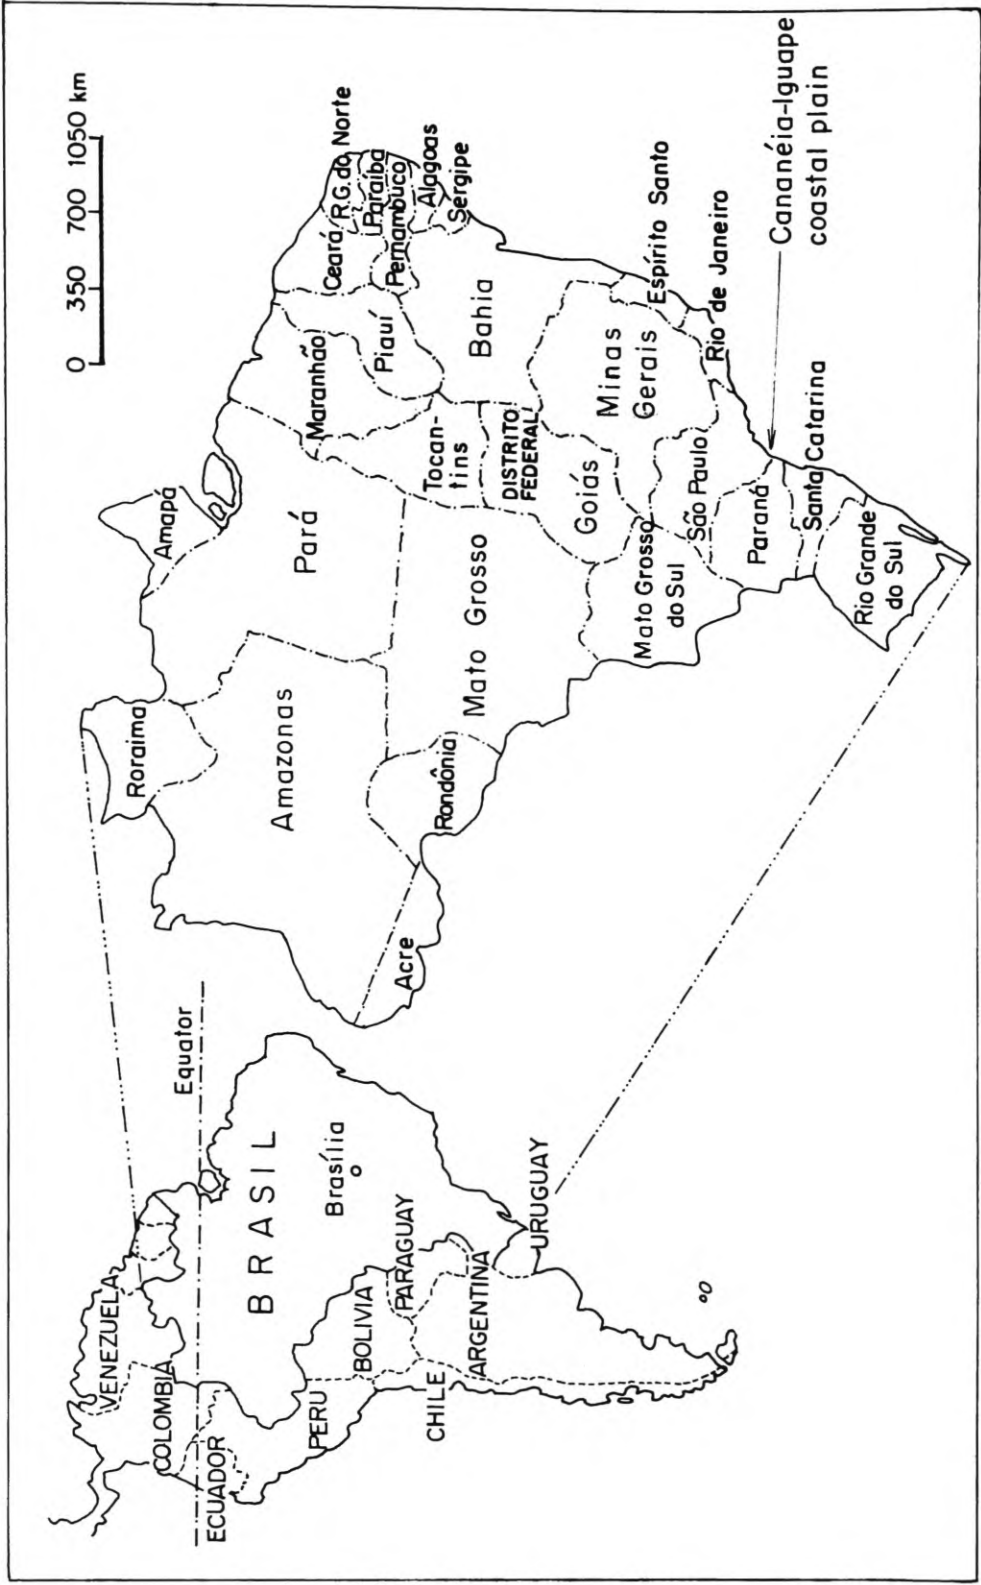 0 350 700 1050 km
VENEZUELA
COLOMBIA
ECUADOR
Equator
BRASIL
Brasília
PERU
BOLIVIA
PARAGUAY
CHILE
ARGENTINA
URUGUAY
Roraima
Amapá
Amazonas
Pará
Maranhão
Ceará
R.G.do Norte
Paraíba
Pernambuco
Alagoas
Sérgipe
Piauí
Acre
Rondônia
Mato Grosso
Tocan-
tins
Bahia
DISTRITO
FEDERAL
Goiás
Minas
Gerais
Espírito Santo
Mato Grosso
do Sul
São Paulo
Rio de Janeiro
Paraná
Santa Catarina
Rio Grande
do Sul
Cananéia-Iguape
coastal plain